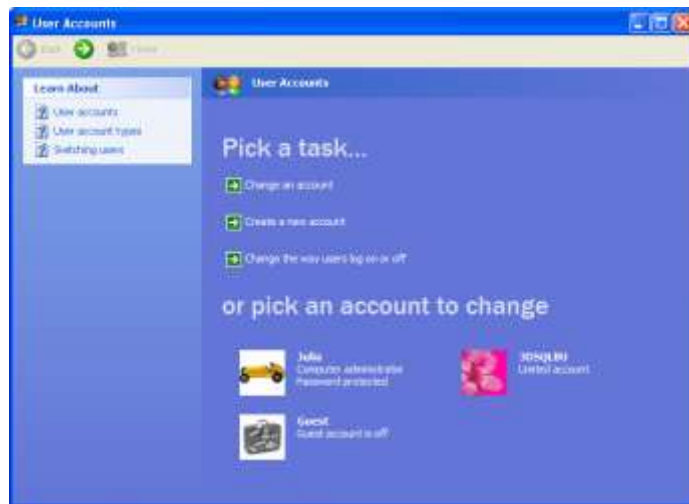 User Accounts
Back
Home
Learn About
User accounts
User account types
Switching users
User Accounts
Pick a task...
Change an account
Create a new account
Change the way users log on or off
or pick an account to change
Julia
Computer administrator
Password protected
Limited account
Guest
Guest account is off